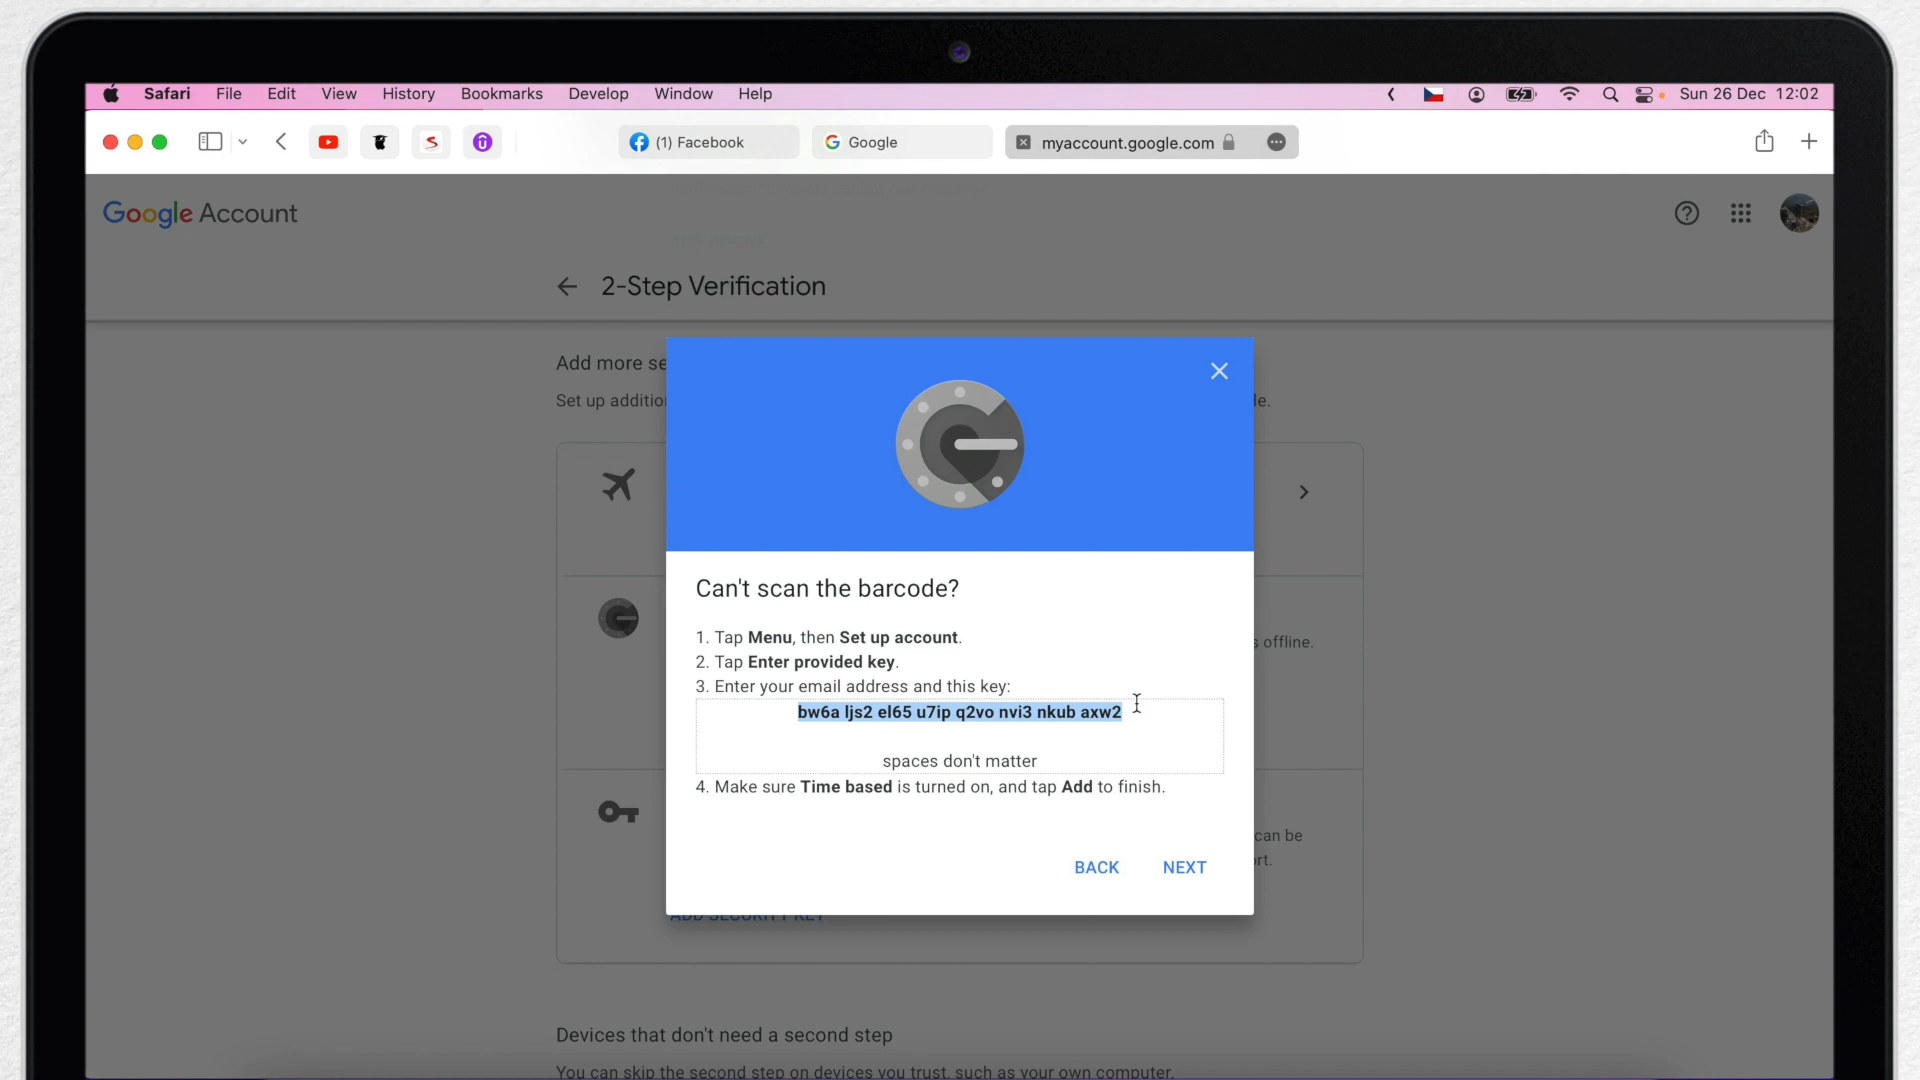 Safari File Edit View History Bookmarks Develop Window Help Sun 26 Dec 12:02
(1) Facebook Google myaccount.google.com
Google Account
2-Step Verification
Add more se
Set up additio le.
s offline.
can be
rt.
Can't scan the barcode?
1. Tap Menu, then Set up account.
2. Tap Enter provided key.
3. Enter your email address and this key:
bw6a ljs2 el65 u7ip q2vo nvi3 nkub axw2
spaces don't matter
4. Make sure Time based is turned on, and tap Add to finish.
BACK NEXT
ADD SECURITY KEY
Devices that don't need a second step
You can skip the second step on devices you trust, such as your own computer.